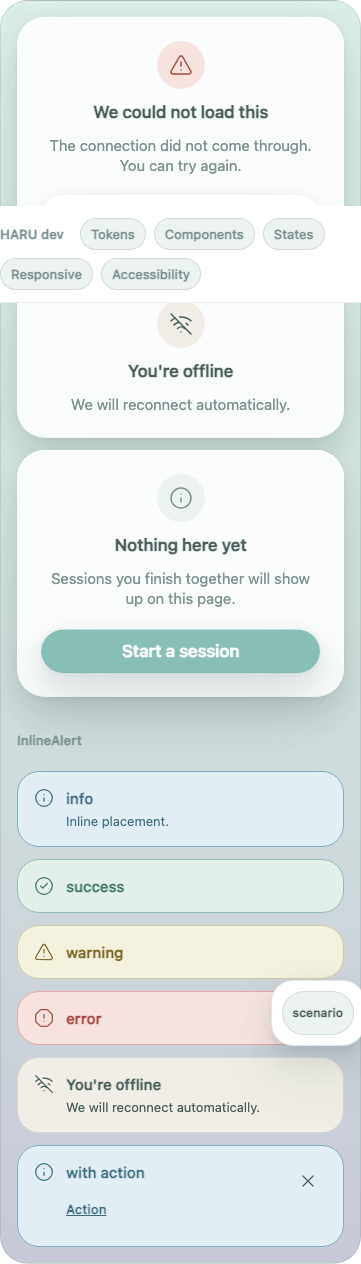 We could not load this
The connection did not come through.
You can try again.
HARU dev
Tokens
Components
States
Responsive
Accessibility
You're offline
We will reconnect automatically.
Nothing here yet
Sessions you finish together will show
up on this page.
Start a session
InlineAlert
info
Inline placement.
success
warning
error
scenario
You're offline
We will reconnect automatically.
with action
Action